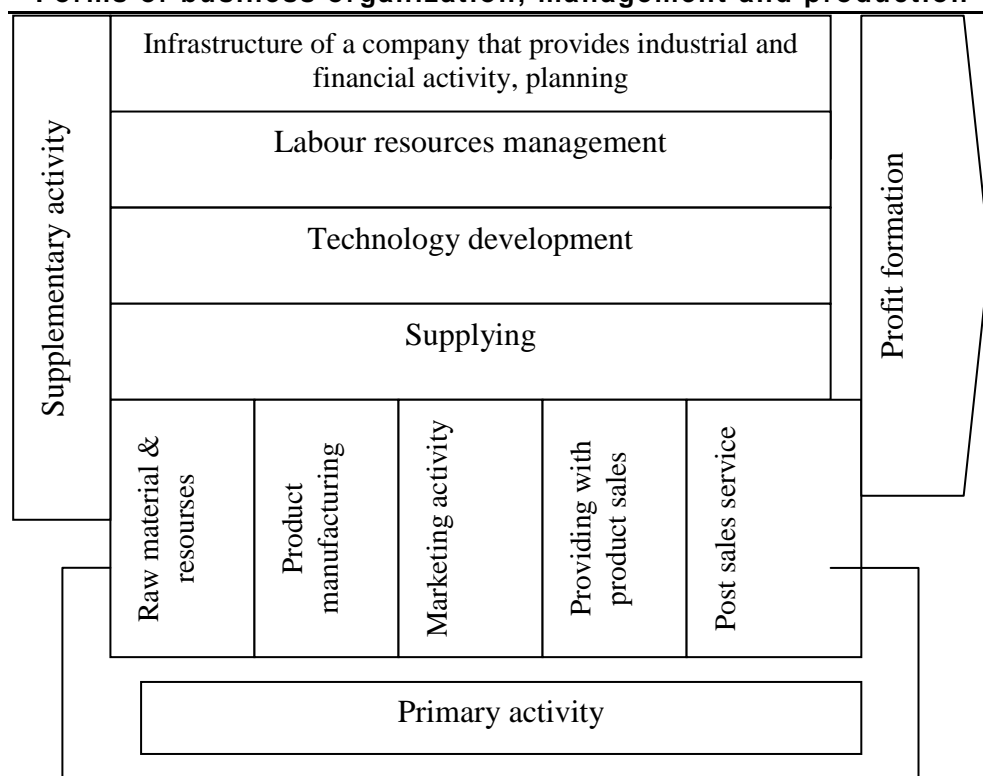 Forms of business organization, management and production
Infrastructure of a company that provides industrial and
financial activity, planning
Labour resources management
Technology development
Supplying
Supplementary activity
Profit formation
Raw material &
resourses
Product
manufacturing
Marketing activity
Providing with
product sales
Post sales service
Primary activity